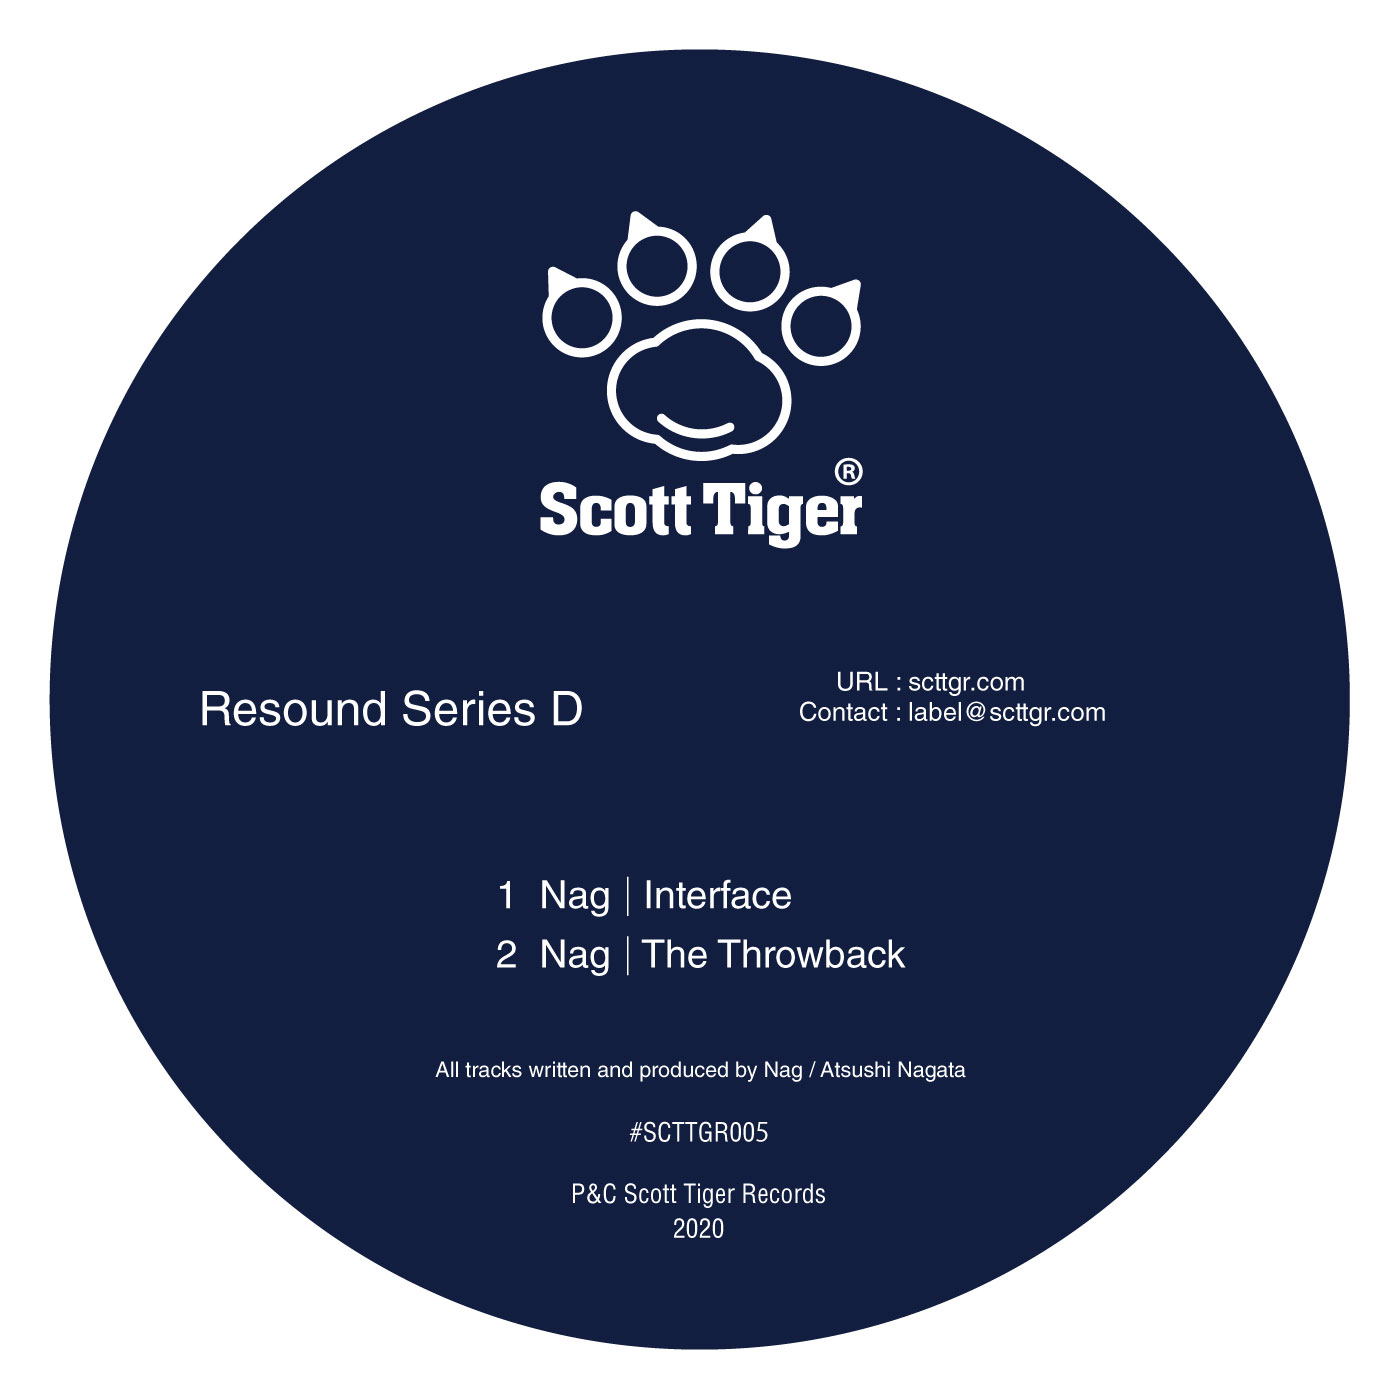 Scott Tiger®
Resound Series D
URL : scttgr.com
Contact : label@scttgr.com
1 Nag | Interface
2 Nag | The Throwback
All tracks written and produced by Nag / Atsushi Nagata
#SCTTGR005
P&C Scott Tiger Records
2020